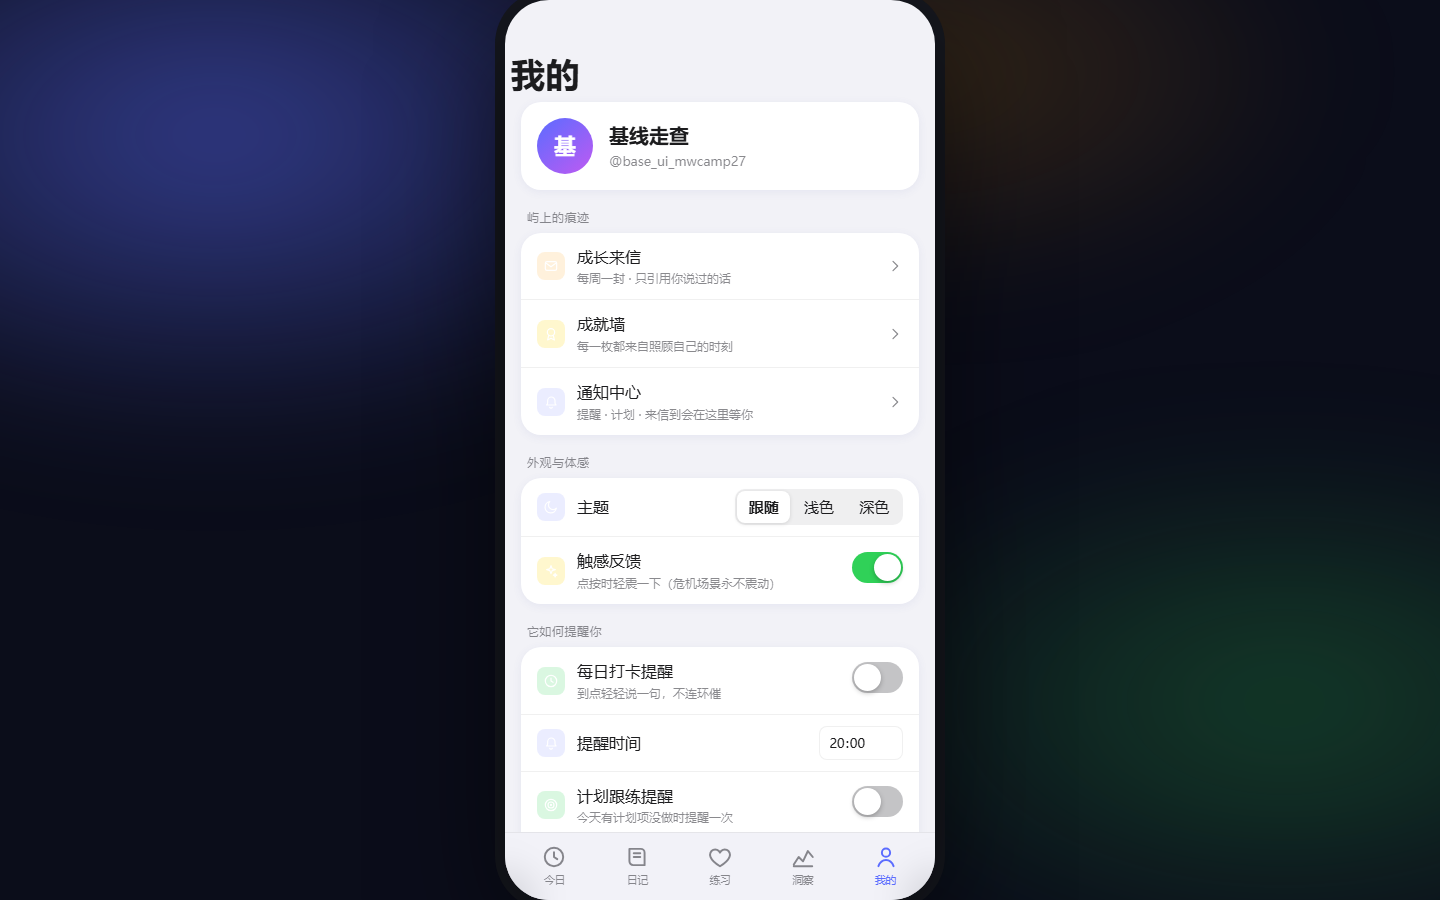 我的
基
基线走查
@base_ui_mwcamp27
屿上的痕迹
成长来信
每周一封 · 只引用你说过的话
成就墙
每一枚都来自照顾自己的时刻
通知中心
提醒 · 计划 · 来信到会在这里等你
外观与体感
主题
跟随 浅色 深色
触感反馈
点按时轻震一下（危机场景永不震动）
它如何提醒你
每日打卡提醒
到点轻轻说一句，不连环催
提醒时间
20:00
计划跟练提醒
今天有计划项没做时提醒一次
今日 日记 练习 洞察 我的